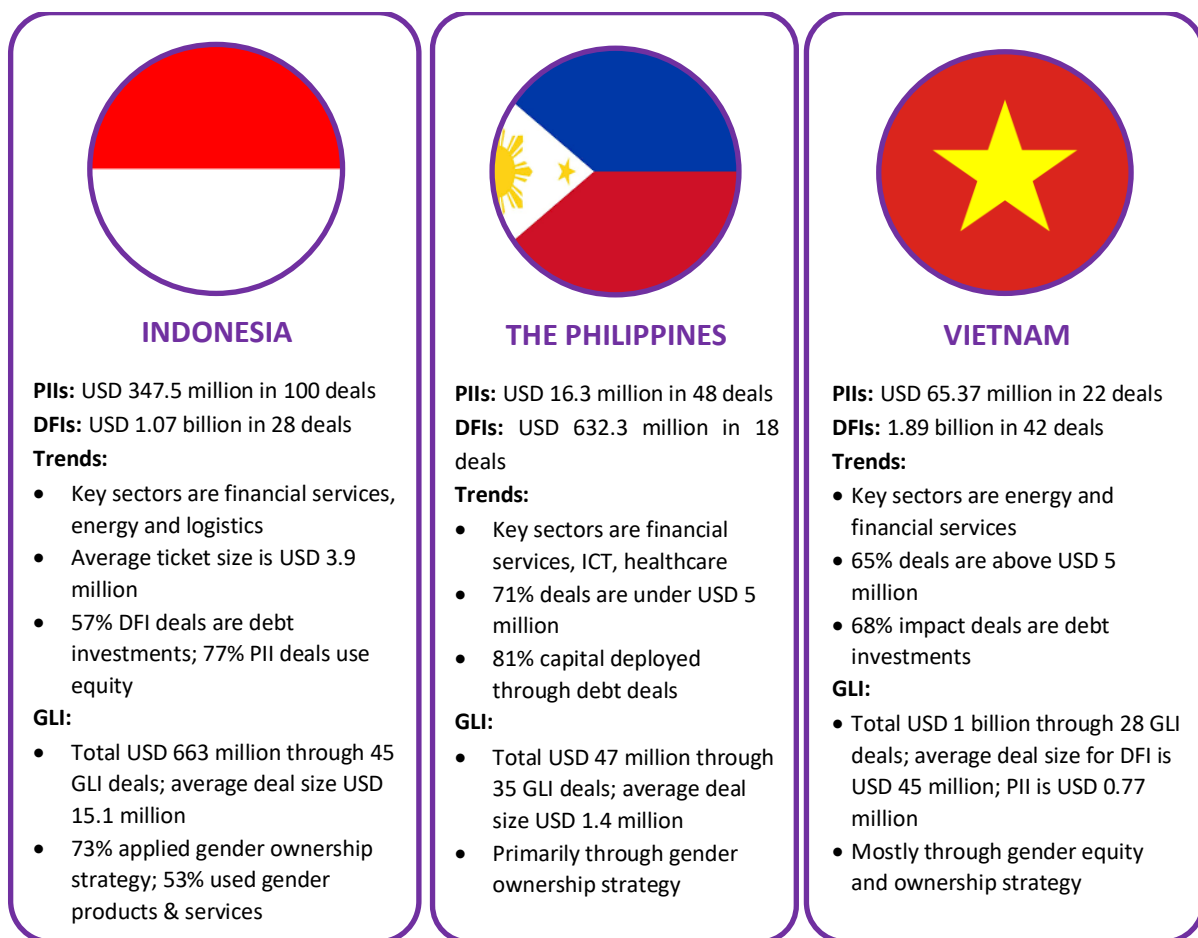 INDONESIA
PIIs: USD 347.5 million in 100 deals
DFIs: USD 1.07 billion in 28 deals
Trends:
• Key sectors are financial services,
energy and logistics
• Average ticket size is USD 3.9
million
• 57% DFI deals are debt
investments; 77% PII deals use
equity
GLI:
• Total USD 663 million through 45
GLI deals; average deal size USD
15.1 million
• 73% applied gender ownership
strategy; 53% used gender
products & services
THE PHILIPPINES
PIIs: USD 16.3 million in 48 deals
DFIs: USD 632.3 million in 18
deals
Trends:
• Key sectors are financial
services, ICT, healthcare
• 71% deals are under USD 5
million
• 81% capital deployed
through debt deals
GLI:
• Total USD 47 million through
35 GLI deals; average deal
size USD 1.4 million
• Primarily through gender
ownership strategy
VIETNAM
PIIs: USD 65.37 million in 22 deals
DFIs: 1.89 billion in 42 deals
Trends:
• Key sectors are energy and
financial services
• 65% deals are above USD 5
million
• 68% impact deals are debt
investments
GLI:
• Total USD 1 billion through 28 GLI
deals; average deal size for DFI is
USD 45 million; PII is USD 0.77
million
• Mostly through gender equity
and ownership strategy